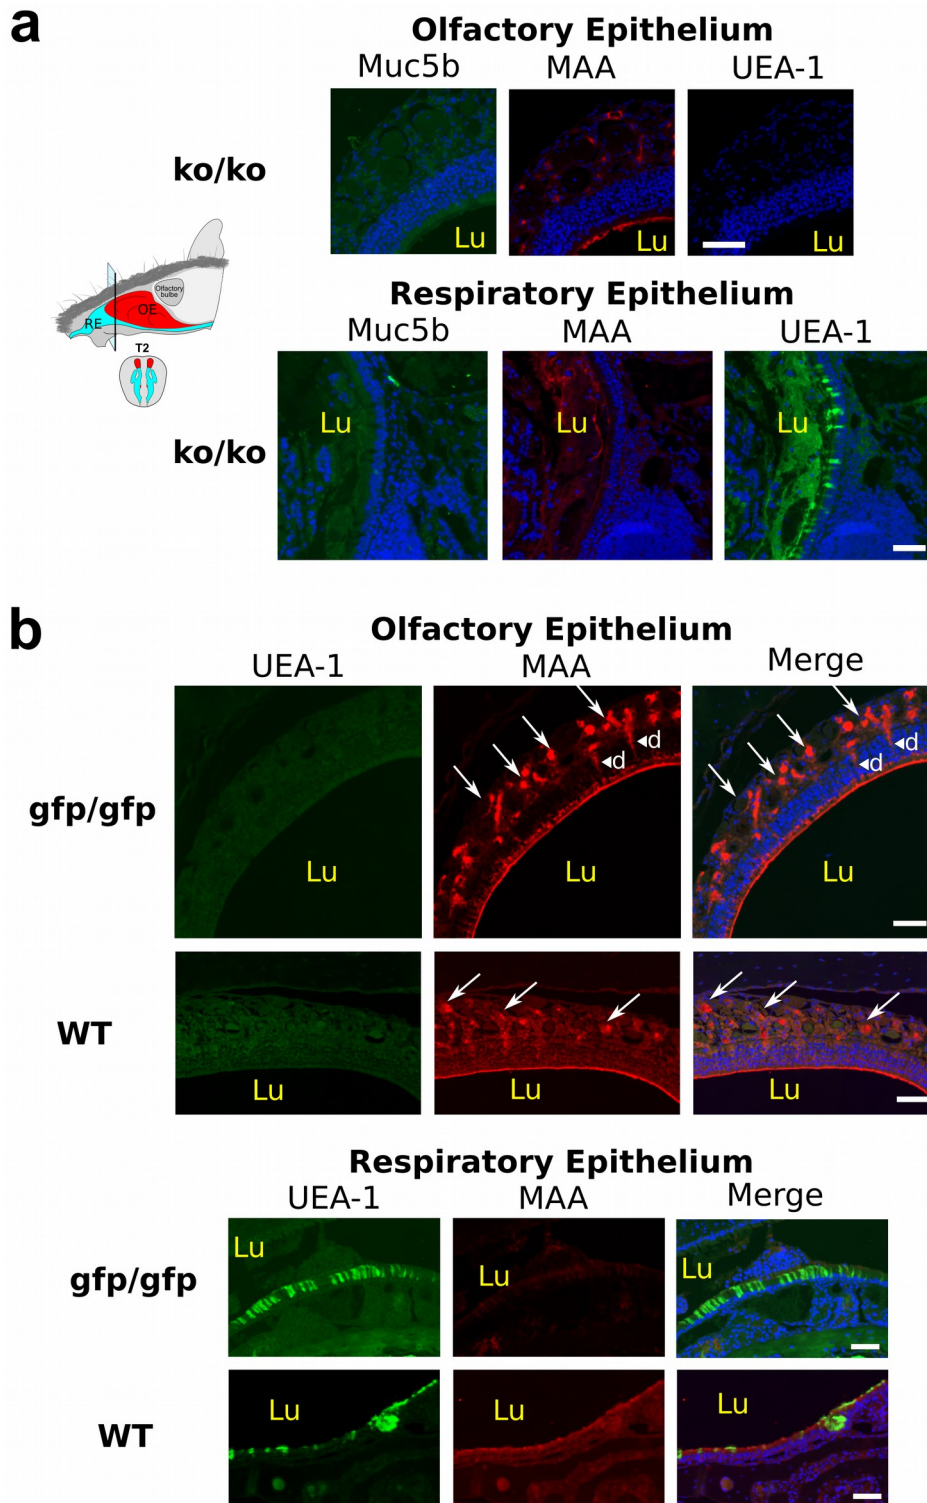 a
Olfactory Epithelium
Muc5b MAA UEA-1
ko/ko
Lu Lu Lu
Olfactory
bulbe
OE
RE
T2
Respiratory Epithelium
Muc5b MAA UEA-1
ko/ko
Lu Lu Lu
b
Olfactory Epithelium
UEA-1 MAA Merge
gfp/gfp
d d
d d
Lu Lu Lu
WT
Lu Lu Lu
Respiratory Epithelium
UEA-1 MAA Merge
gfp/gfp
Lu Lu Lu
WT
Lu Lu Lu